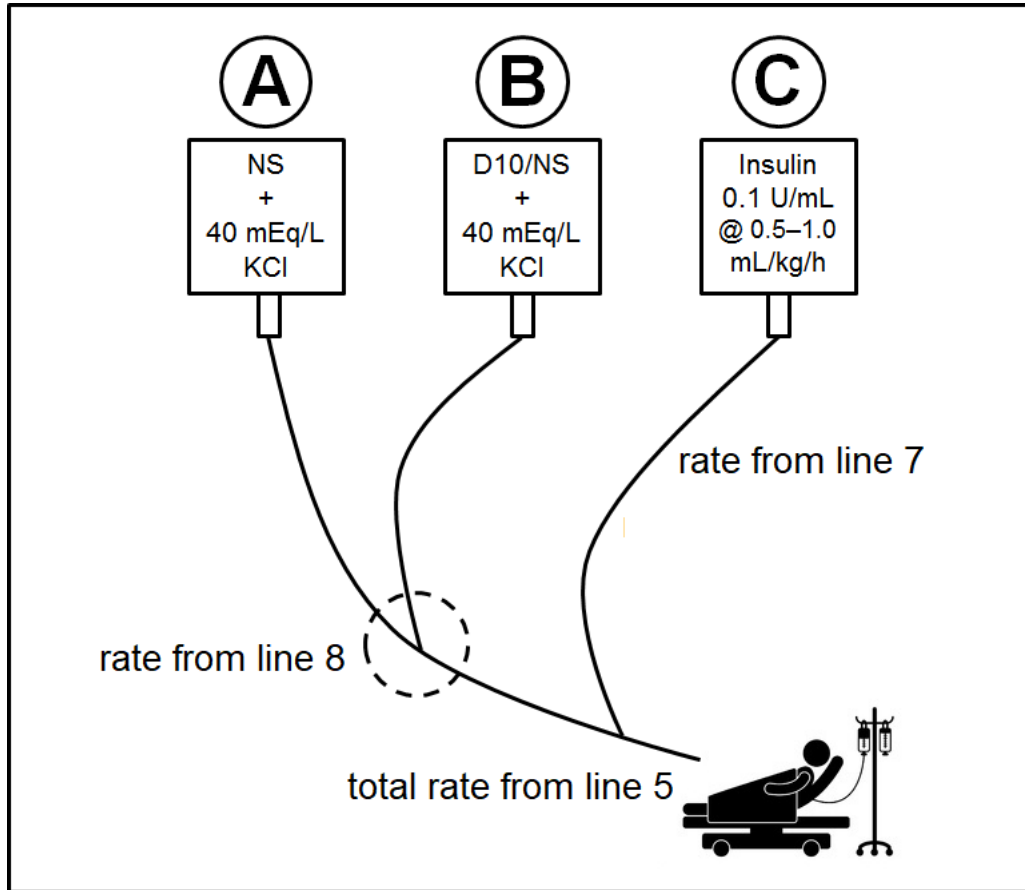 A
B
C
NS
+
40 mEq/L
KCl
D10/NS
+
40 mEq/L
KCl
Insulin
0.1 U/mL
@ 0.5–1.0
mL/kg/h
rate from line 7
rate from line 8
total rate from line 5